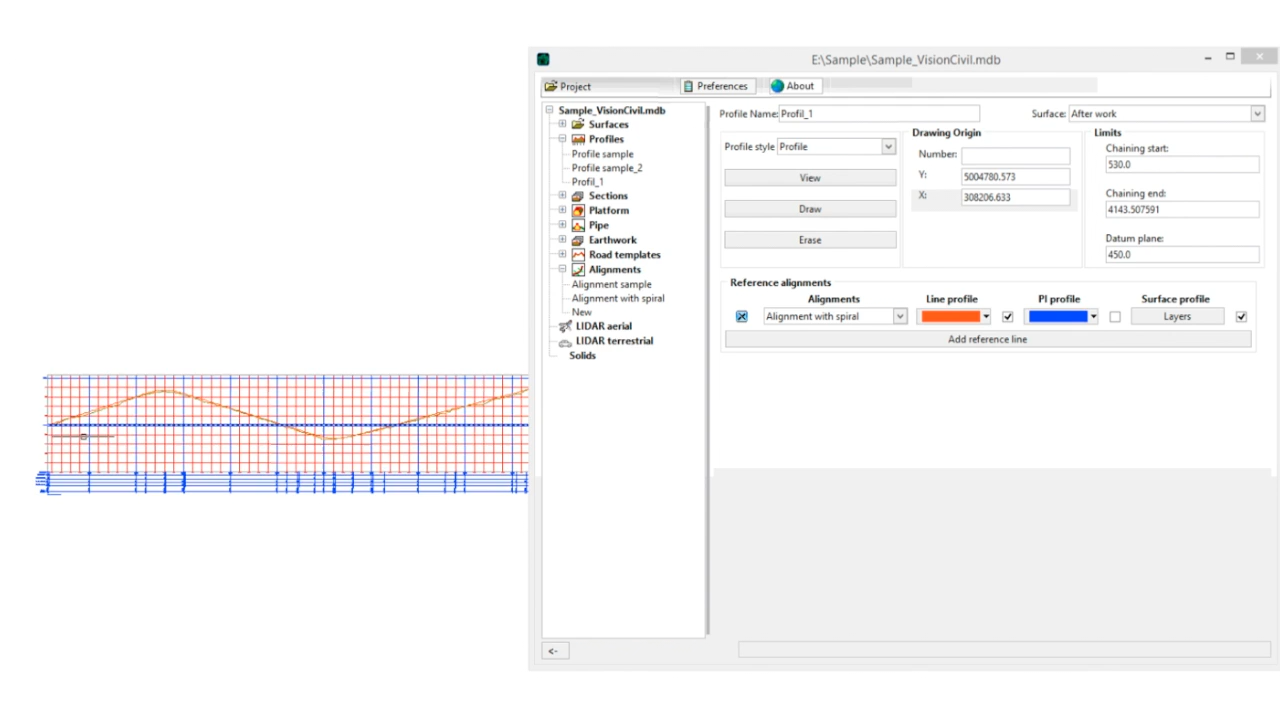 E:\Sample\Sample_VisionCivil.mdb
Project
Preferences
About
Sample_VisionCivil.mdb
Surfaces
Profiles
Profile sample
Profile sample_2
Profil_1
Sections
Platform
Pipe
Earthwork
Road templates
Alignments
Alignment sample
Alignment with spiral
New
LIDAR aerial
LIDAR terrestrial
Solids
<-
Profile Name: Profil_1
Surface: After work
Profile style Profile
View
Draw
Erase
Drawing Origin
Number:
Y: 5004780.573
X: 308206.633
Limits
Chaining start:
530.0
Chaining end:
4143.507591
Datum plane:
450.0
Reference alignments
Alignments Line profile PI profile Surface profile
Alignment with spiral Layers
Add reference line